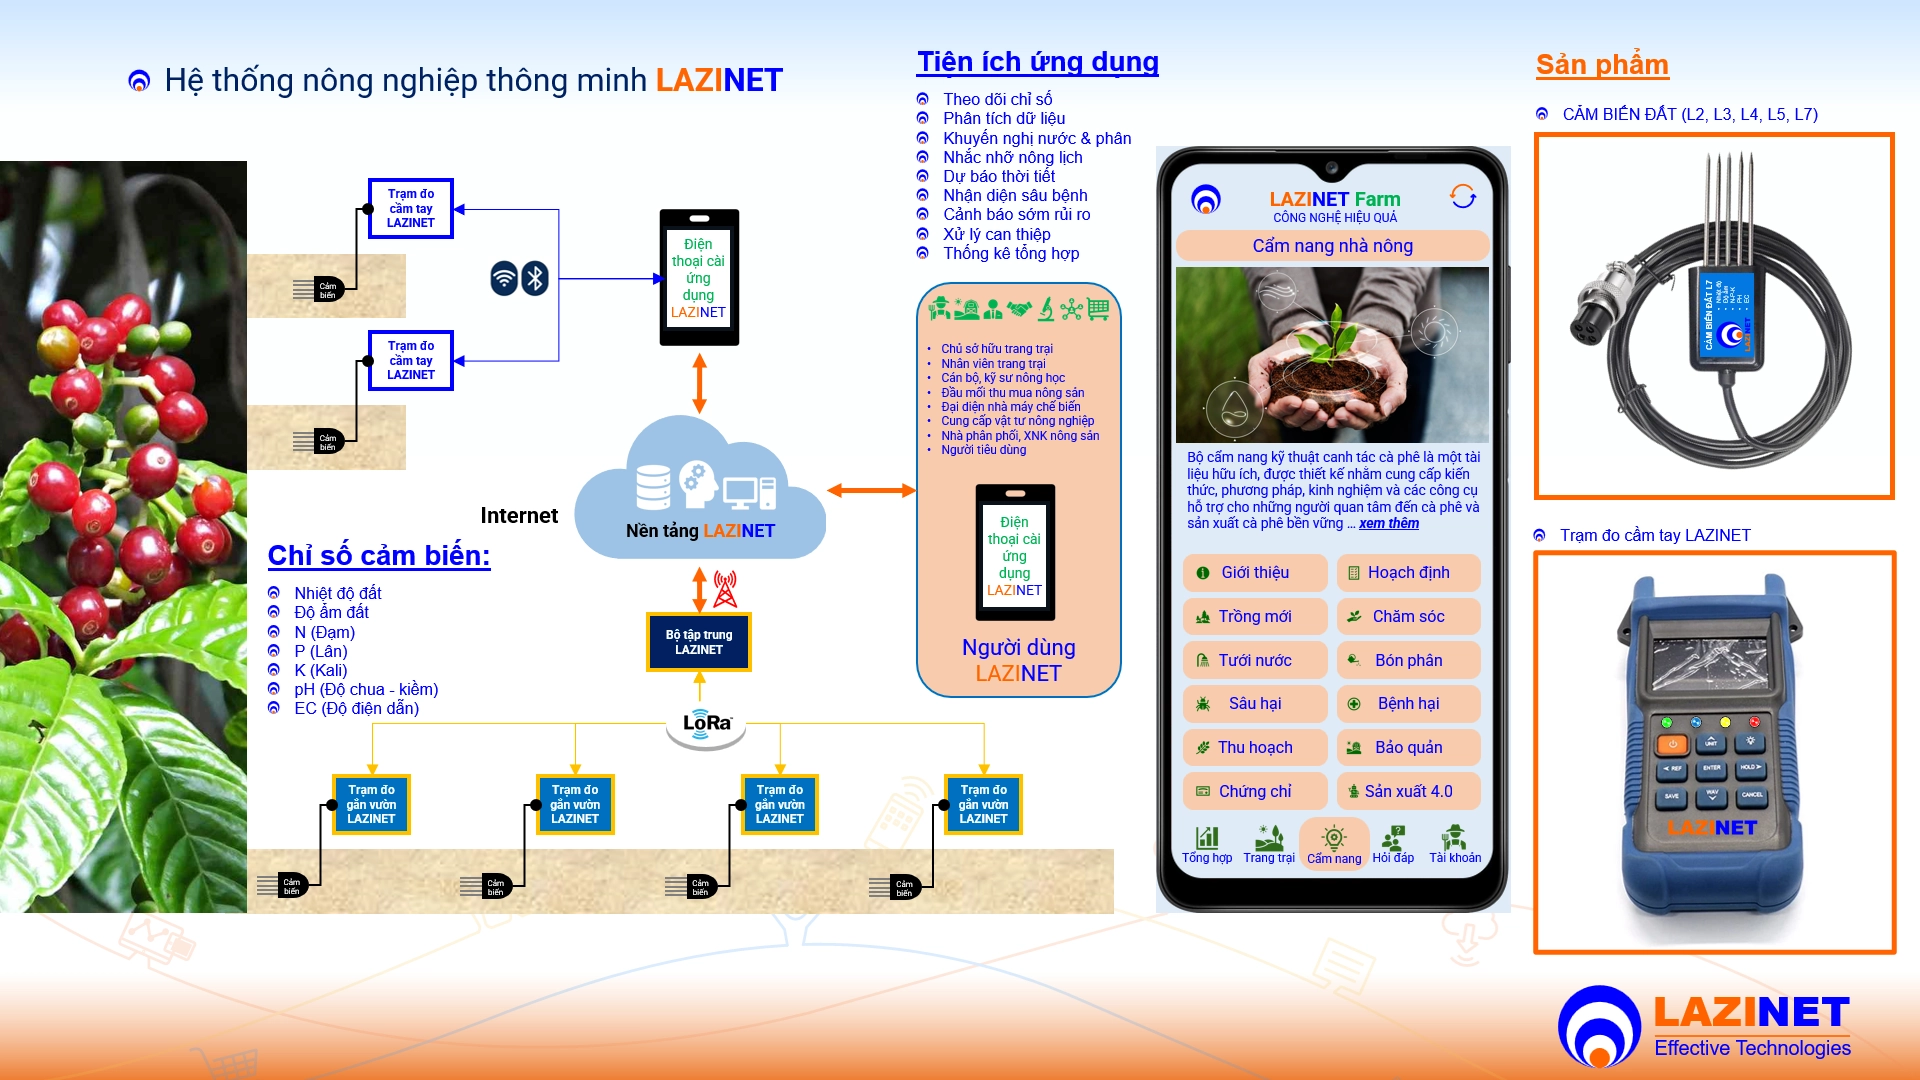 Hệ thống nông nghiệp thông minh LAZINET
Trạm đo
cầm tay
LAZINET
Cảm
biến
Trạm đo
cầm tay
LAZINET
Cảm
biến
Điện
thoại cài
ứng
dụng
LAZINET
Internet
Nền tảng LAZINET
Chỉ số cảm biến:
Nhiệt độ đất
Độ ẩm đất
N (Đạm)
P (Lân)
K (Kali)
pH (Độ chua - kiềm)
EC (Độ điện dẫn)
Bộ tập trung
LAZINET
LoRa
Trạm đo
gắn vườn
LAZINET
Trạm đo
gắn vườn
LAZINET
Trạm đo
gắn vườn
LAZINET
Trạm đo
gắn vườn
LAZINET
Cảm
biến
Cảm
biến
Cảm
biến
Cảm
biến
Tiện ích ứng dụng
Theo dõi chỉ số
Phân tích dữ liệu
Khuyến nghị nước & phân
Nhắc nhỡ nông lịch
Dự báo thời tiết
Nhận diện sâu bệnh
Cảnh báo sớm rủi ro
Xử lý can thiệp
Thống kê tổng hợp
Chủ sở hữu trang trại
Nhân viên trang trại
Cán bộ, kỹ sư nông học
Đầu mối thu mua nông sản
Đại diện nhà máy chế biến
Cung cấp vật tư nông nghiệp
Nhà phân phối, XNK nông sản
Người tiêu dùng
Điện
thoại cài
ứng
dụng
LAZINET
Người dùng
LAZINET
LAZINET Farm
CÔNG NGHỆ HIỆU QUẢ
Cẩm nang nhà nông
Bộ cẩm nang kỹ thuật canh tác cà phê là một tài
liệu hữu ích, được thiết kế nhằm cung cấp kiến
thức, phương pháp, kinh nghiệm và các công cụ
hỗ trợ cho những người quan tâm đến cà phê và
sản xuất cà phê bền vững ... xem thêm
Giới thiệu
Hoạch định
Trồng mới
Chăm sóc
Tưới nước
Bón phân
Sâu hại
Bệnh hại
Thu hoạch
Bảo quản
Chứng chỉ
Sản xuất 4.0
Tổng hợp
Trang trại
Cẩm nang
Hỏi đáp
Tài khoản
Sản phẩm
CẢM BIẾN ĐẤT (L2, L3, L4, L5, L7)
CẢM BIẾN ĐẤT L7
Nhiệt độ
Độ ẩm
N-P-K
PH
EC
LAZINET
Trạm đo cầm tay LAZINET
UNIT
REF
ENTER
HOLD
SAVE
WAV
CANCEL
LAZINET
LAZINET
Effective Technologies